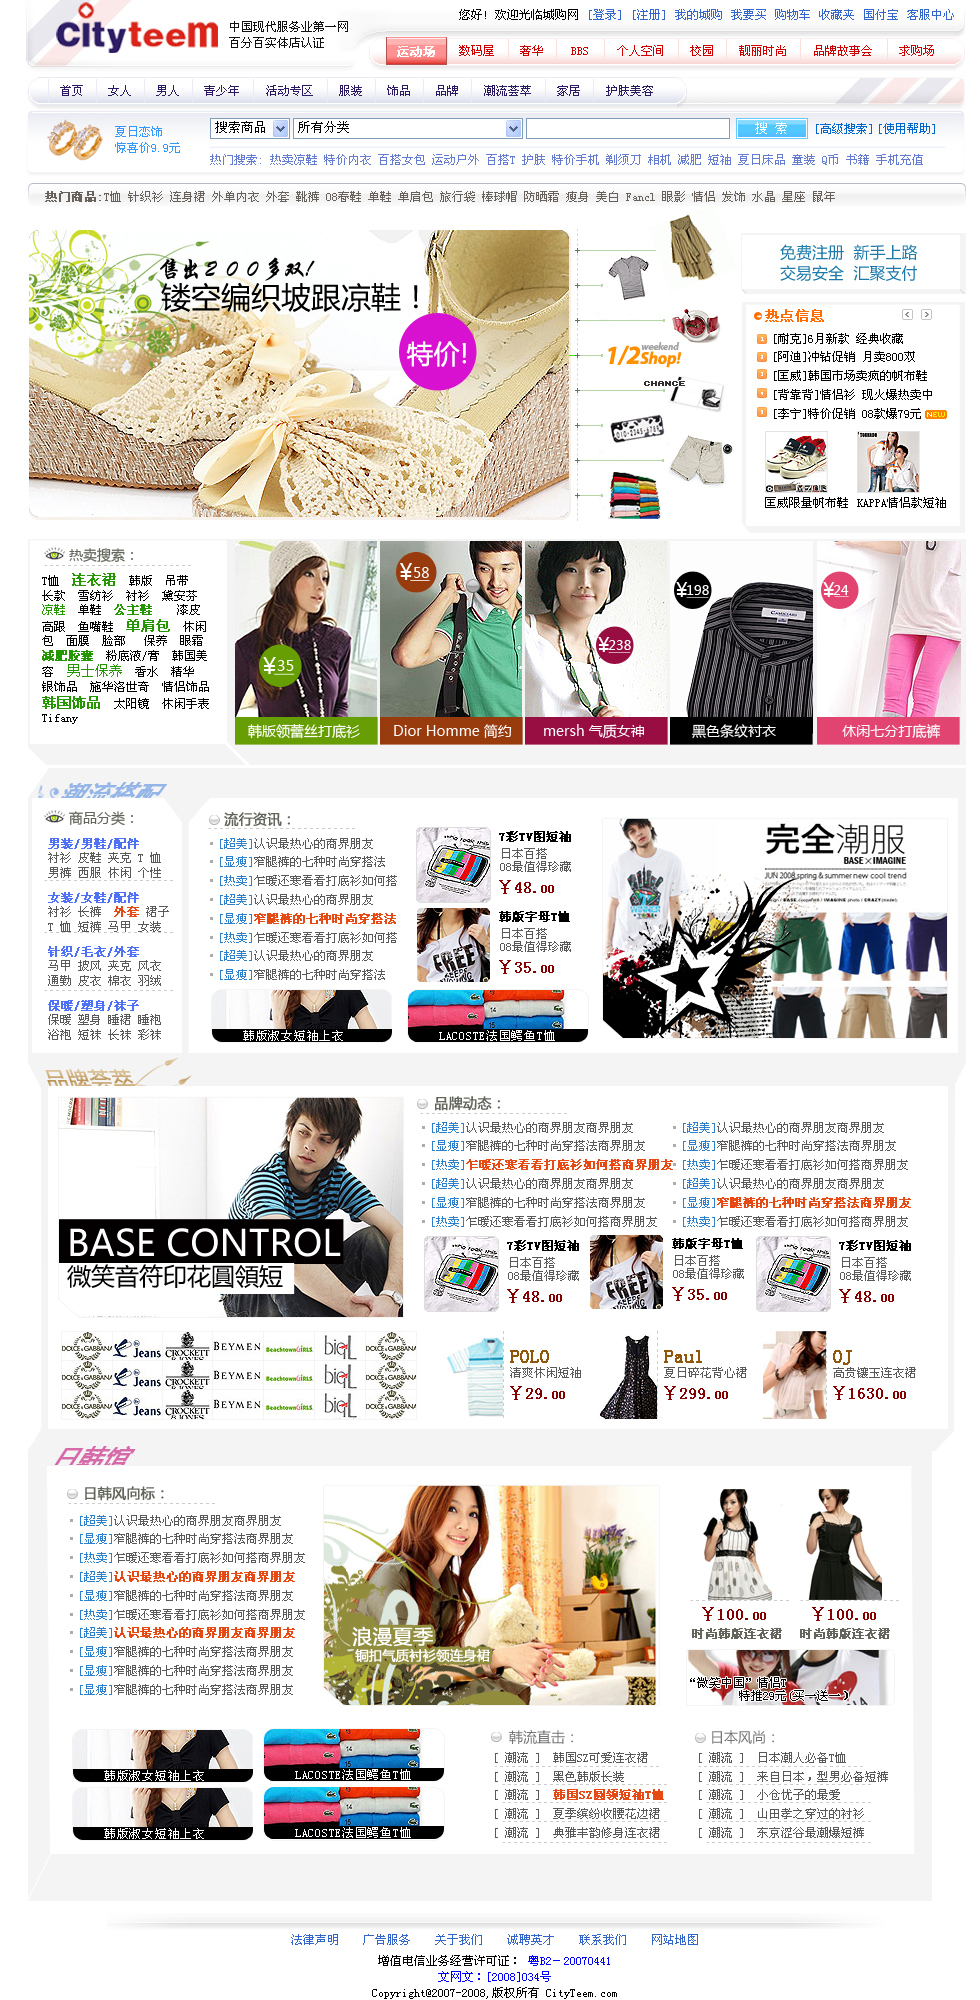 CityteeM
中国现代服务业第一网
百分百实体店认证
您好! 欢迎光临城购网 [登录] [注册] 我的城购 我要买 购物车 收藏夹 国付宝 客服中心
运动场 数码屋 奢华 BBS 个人空间 校园 靓丽时尚 品牌故事会 求购场
首页 女人 男人 青少年 活动专区 服装 饰品 品牌 潮流荟萃 家居 护肤美容
夏日恋饰
惊喜价9.9元
搜索商品 所有分类 搜 索 [高级搜索] [使用帮助]
热门搜索: 热卖凉鞋 特价内衣 百搭女包 运动户外 百搭T 护肤 特价手机 剃须刀 相机 减肥 短袖 夏日床品 童装 Q币 书籍 手机充值
热门商品:T恤 针织衫 连身裙 外单内衣 外套 靴裤 08春鞋 单鞋 单肩包 旅行袋 棒球帽 防晒霜 瘦身 美白 Fancl 眼影 情侣 发饰 水晶 星座 鼠年
售出200多双!
镂空编织坡跟凉鞋！
特价!
1/2 weekend Shop!
CHANCE
免费注册 新手上路
交易安全 汇聚支付
热点信息
[耐克]6月新款 经典收藏
[阿迪]冲钻促销 月卖800双
[匡威]韩国市场卖疯的帆布鞋
[背靠背]情侣衫 现火爆热卖中
[李宁]特价促销 08款爆79元 NEW
匡威限量帆布鞋 KAPPA情侣款短袖
热卖搜索：
T恤 连衣裙 韩版 吊带
长款 雪纺衫 衬衫 黛安芬
凉鞋 单鞋 公主鞋 漆皮
高跟 鱼嘴鞋 单肩包 休闲
包 面膜 脸部 保养 眼霜
减肥胶囊 粉底液/膏 韩国美
容 男士保养 香水 精华
银饰品 施华洛世奇 情侣饰品
韩国饰品 太阳镜 休闲手表
Tifany
¥35
韩版领蕾丝打底衫
¥58
Dior Homme 简约
¥238
mersh 气质女神
¥198
黑色条纹衬衣
¥24
休闲七分打底裤
潮流搭配
商品分类：
男装/男鞋/配件
衬衫 皮鞋 夹克 T 恤
男裤 西服 休闲 个性
女装/女鞋/配件
衬衫 长裤 外套 裙子
T 恤 短裤 马甲 女装
针织/毛衣/外套
马甲 披风 夹克 风衣
通勤 皮衣 棉衣 羽绒
保暖/塑身/袜子
保暖 塑身 睡裙 睡袍
浴袍 短袜 长袜 彩袜
流行资讯：
[超美]认识最热心的商界朋友
[显瘦]窄腿裤的七种时尚穿搭法
[热卖]乍暖还寒看看打底衫如何搭
[超美]认识最热心的商界朋友
[显瘦]窄腿裤的七种时尚穿搭法
[热卖]乍暖还寒看看打底衫如何搭
[超美]认识最热心的商界朋友
[显瘦]窄腿裤的七种时尚穿搭法
7彩TV图短袖
日本百搭
08最值得珍藏
￥48.00
韩版字母T恤
日本百搭
08最值得珍藏
￥35.00
韩版淑女短袖上衣
LACOSTE法国鳄鱼T恤
完全潮服
BASE×IMAGINE
JUN 2008 spring & summer new cool trend
品牌荟萃
BASE CONTROL
微笑音符印花圓領短
品牌动态：
[超美]认识最热心的商界朋友商界朋友
[显瘦]窄腿裤的七种时尚穿搭法商界朋友
[热卖]乍暖还寒看看打底衫如何搭商界朋友
[超美]认识最热心的商界朋友商界朋友
[显瘦]窄腿裤的七种时尚穿搭法商界朋友
[热卖]乍暖还寒看看打底衫如何搭商界朋友
[超美]认识最热心的商界朋友商界朋友
[显瘦]窄腿裤的七种时尚穿搭法商界朋友
[热卖]乍暖还寒看看打底衫如何搭商界朋友
[超美]认识最热心的商界朋友商界朋友
[显瘦]窄腿裤的七种时尚穿搭法商界朋友
[热卖]乍暖还寒看看打底衫如何搭商界朋友
7彩TV图短袖
日本百搭
08最值得珍藏
￥48.00
韩版字母T恤
日本百搭
08最值得珍藏
￥35.00
7彩TV图短袖
日本百搭
08最值得珍藏
￥48.00
DOLCE&GABBANA Jeans CROCKETT & JONES BEYMEN BeachtownGIRLS bigL DOLCE&GABBANA
DOLCE&GABBANA Jeans CROCKETT & JONES BEYMEN BeachtownGIRLS bigL DOLCE&GABBANA
DOLCE&GABBANA Jeans CROCKETT & JONES BEYMEN BeachtownGIRLS bigL DOLCE&GABBANA
POLO
清爽休闲短袖
￥29.00
Paul
夏日碎花背心裙
￥299.00
OJ
高贵镶玉连衣裙
￥1630.00
日韩馆
日韩风向标：
[超美]认识最热心的商界朋友商界朋友
[显瘦]窄腿裤的七种时尚穿搭法商界朋友
[热卖]乍暖还寒看看打底衫如何搭商界朋友
[超美]认识最热心的商界朋友商界朋友
[显瘦]窄腿裤的七种时尚穿搭法商界朋友
[热卖]乍暖还寒看看打底衫如何搭商界朋友
[超美]认识最热心的商界朋友商界朋友
[显瘦]窄腿裤的七种时尚穿搭法商界朋友
[显瘦]窄腿裤的七种时尚穿搭法商界朋友
[显瘦]窄腿裤的七种时尚穿搭法商界朋友
浪漫夏季
铜扣气质衬衫领连身裙
￥100.00 ￥100.00
时尚韩版连衣裙 时尚韩版连衣裙
“微笑中国”情侣T
特推29元(买一送一)
韩版淑女短袖上衣
LACOSTE法国鳄鱼T恤
韩版淑女短袖上衣
LACOSTE法国鳄鱼T恤
韩流直击：
[ 潮流 ] 韩国SZ可爱连衣裙
[ 潮流 ] 黑色韩版长装
[ 潮流 ] 韩国SZ圆领短袖T恤
[ 潮流 ] 夏季缤纷收腰花边裙
[ 潮流 ] 典雅半韵修身连衣裙
日本风尚：
[ 潮流 ] 日本潮人必备T恤
[ 潮流 ] 来自日本，型男必备短裤
[ 潮流 ] 小仓优子的最爱
[ 潮流 ] 山田孝之穿过的衬衫
[ 潮流 ] 东京涩谷最潮爆短裤
法律声明 广告服务 关于我们 诚聘英才 联系我们 网站地图
增值电信业务经营许可证： 粤B2－20070441
文网文：[2008]034号
Copyright@2007-2008,版权所有 CityTeem.com